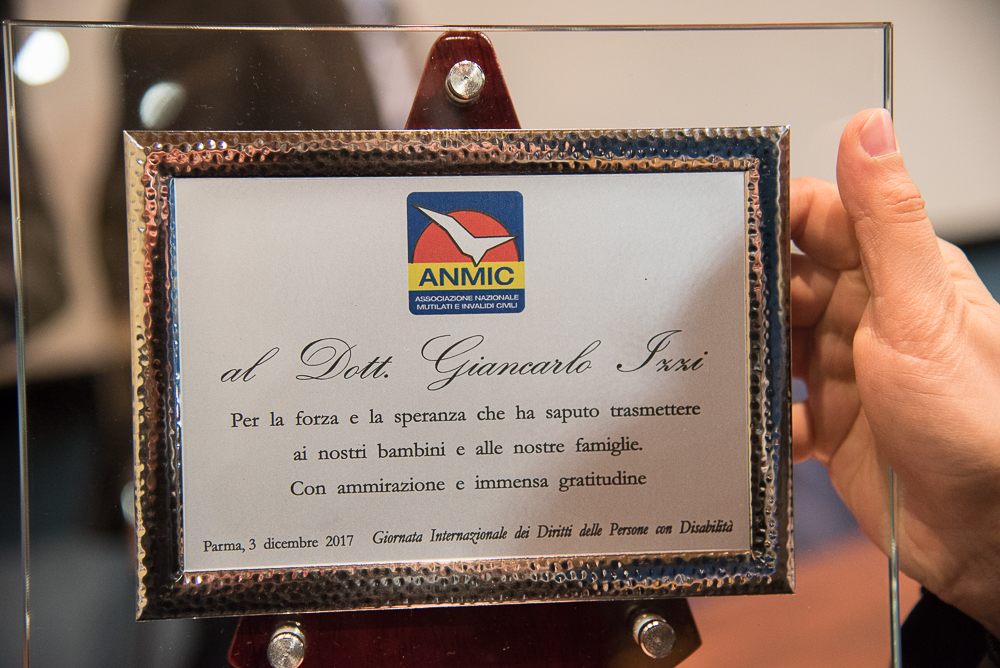 ANMIC
ASSOCIAZIONE NAZIONALE
MUTILATI E INVALIDI CIVILI
al Dott. Giancarlo Izzi
Per la forza e la speranza che ha saputo trasmettere
ai nostri bambini e alle nostre famiglie.
Con ammirazione e immensa gratitudine
Parma, 3 dicembre 2017 Giornata Internazionale dei Diritti delle Persone con Disabilità